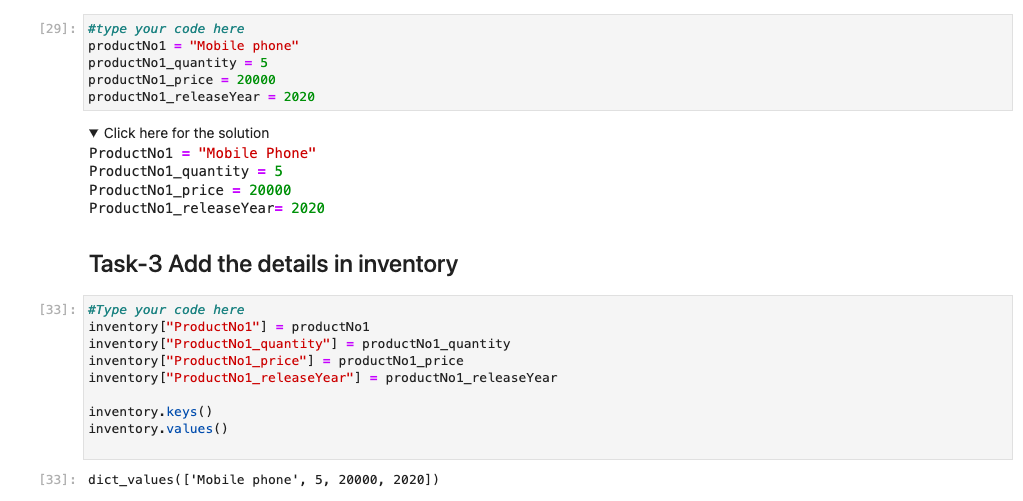 [29]: #type your code here
productNo1 = "Mobile phone"
productNo1_quantity = 5
productNo1_price = 20000
productNo1_releaseYear = 2020
▼ Click here for the solution
ProductNo1 = "Mobile Phone"
ProductNo1_quantity = 5
ProductNo1_price = 20000
ProductNo1_releaseYear= 2020
Task-3 Add the details in inventory
[33]: #Type your code here
inventory["ProductNo1"] = productNo1
inventory["ProductNo1_quantity"] = productNo1_quantity
inventory["ProductNo1_price"] = productNo1_price
inventory["ProductNo1_releaseYear"] = productNo1_releaseYear
inventory.keys()
inventory.values()
[33]: dict_values(['Mobile phone', 5, 20000, 2020])